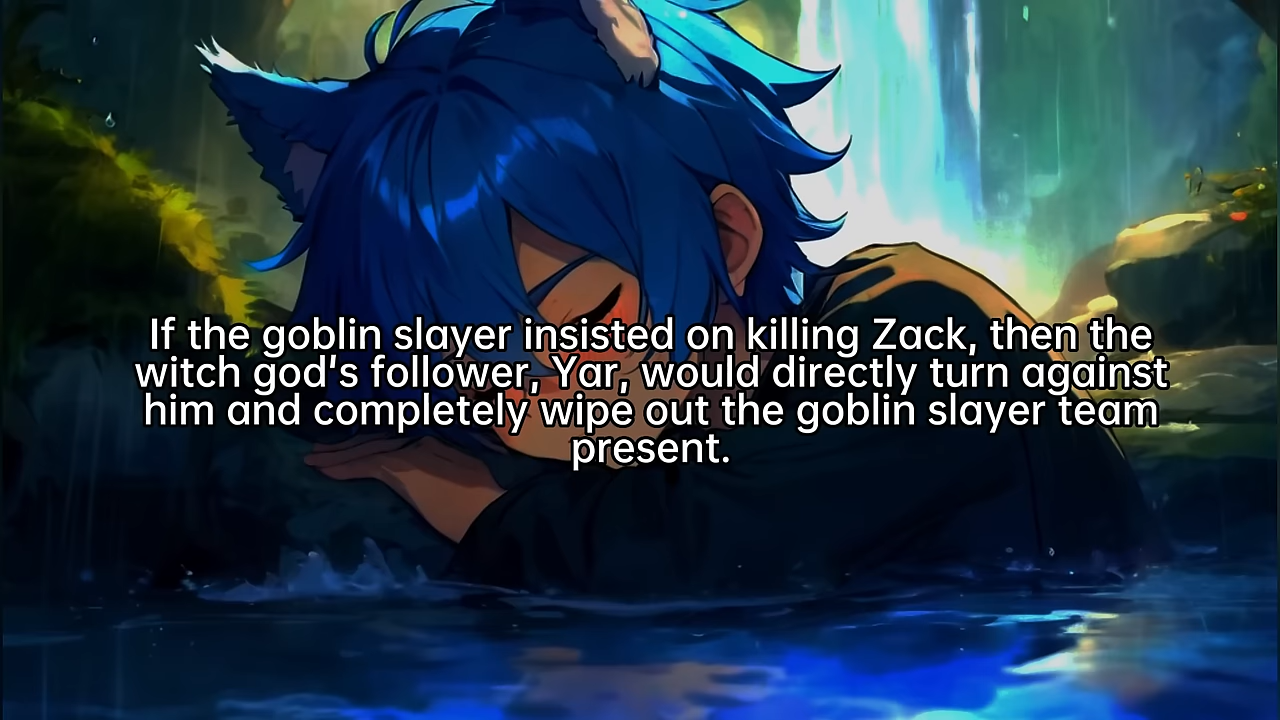 If the goblin slayer insisted on killing Zack, then the
witch god's follower, Yar, would directly turn against
him and completely wipe out the goblin slayer team
present.